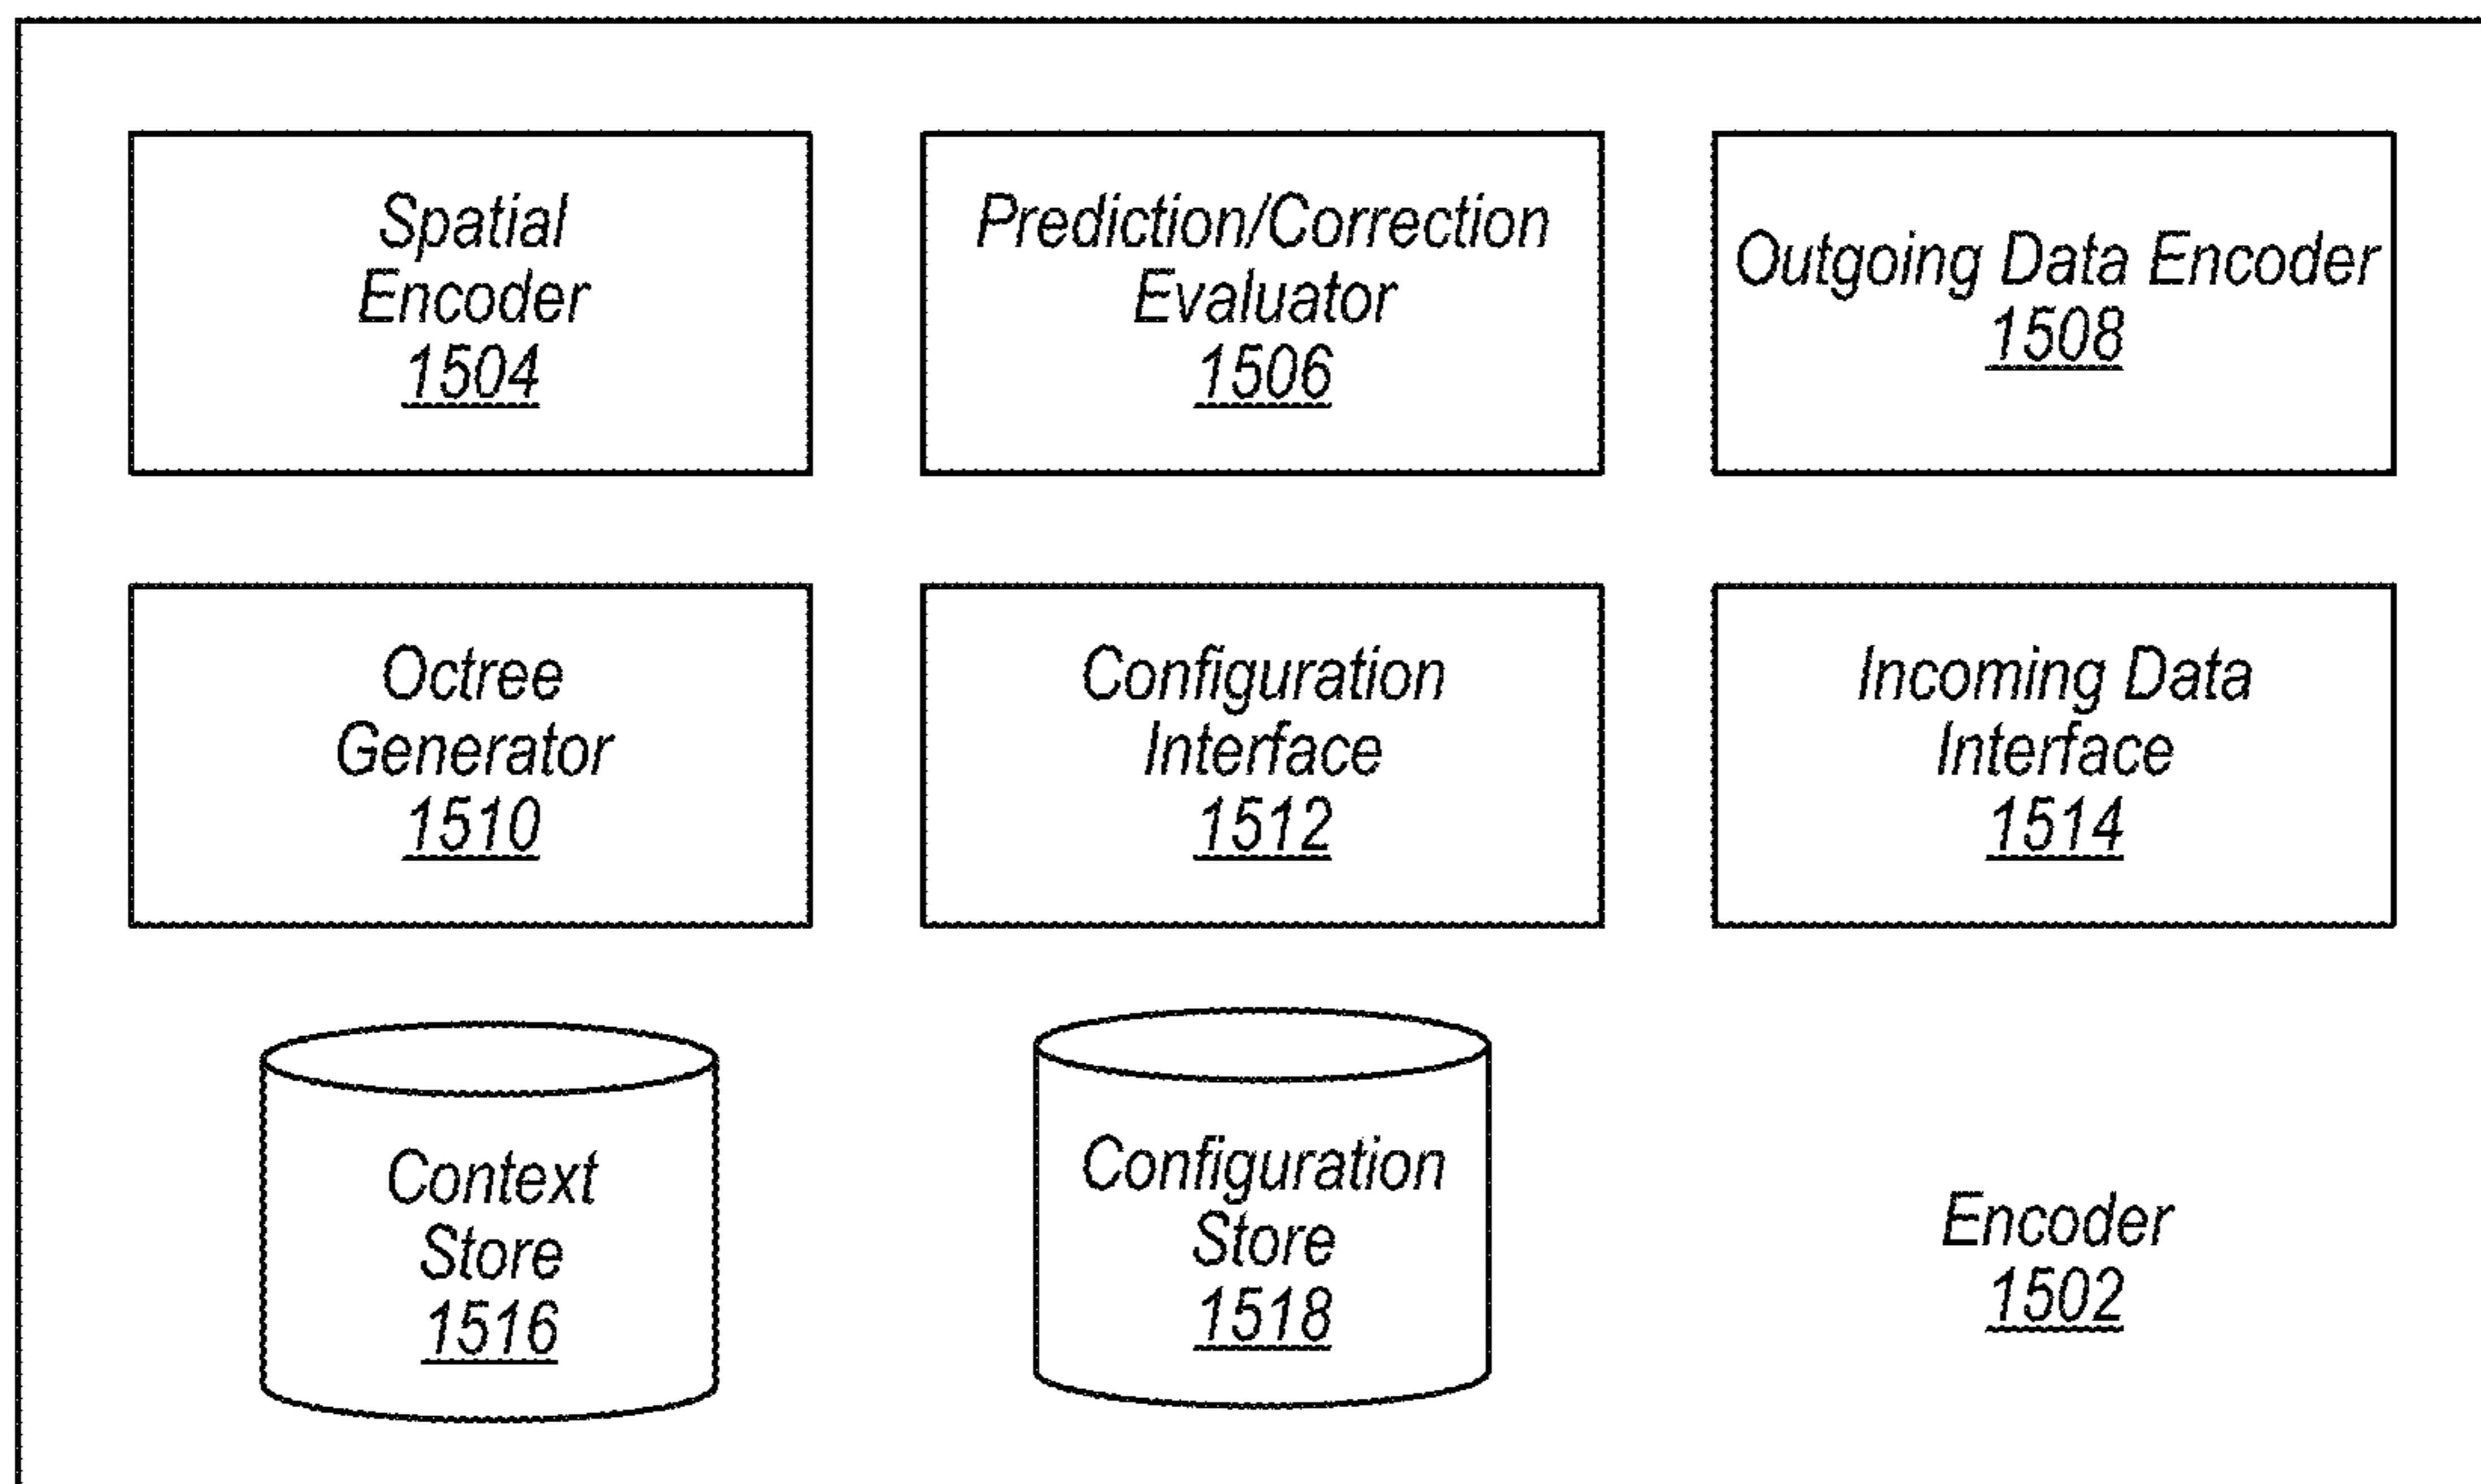 Spatial
Encoder
1504
Prediction/Correction
Evaluator
1506
Outgoing Data Encoder
1508
Octree
Generator
1510
Configuration
Interface
1512
Incoming Data
Interface
1514
Context
Store
1516
Configuration
Store
1518
Encoder
1502